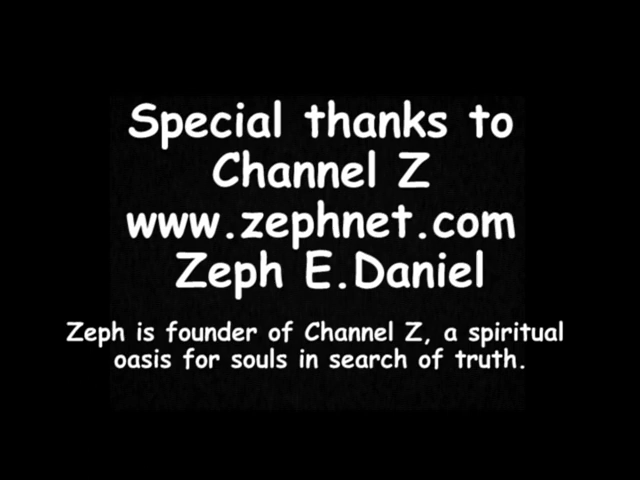 Special thanks to
Channel Z
www.zephnet.com
Zeph E.Daniel
Zeph is founder of Channel Z, a spiritual
oasis for souls in search of truth.